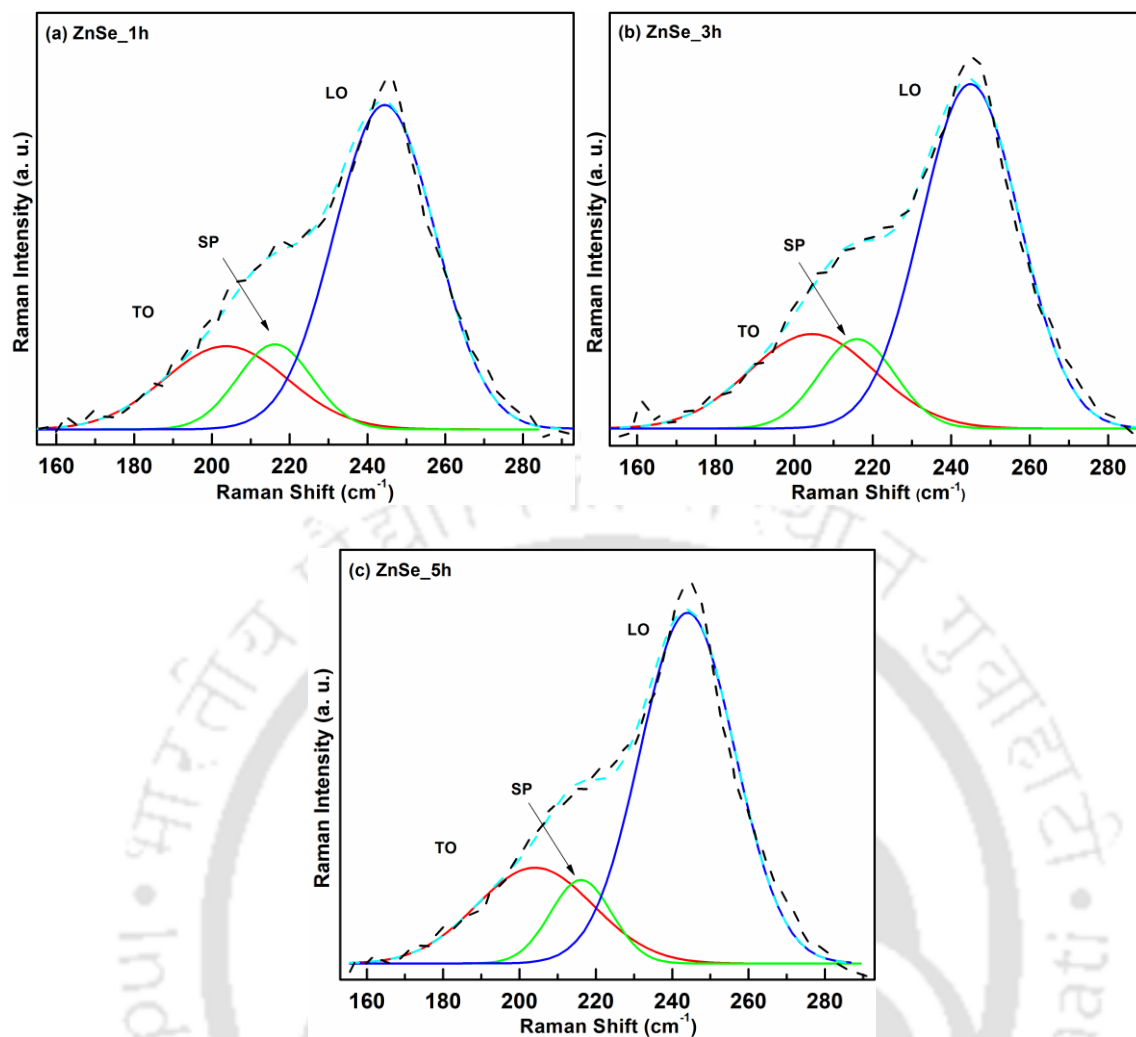 (a) ZnSe_1h
LO
SP
TO
Raman Intensity (a. u.)
160 180 200 220 240 260 280
Raman Shift (cm⁻¹)
(b) ZnSe_3h
LO
SP
TO
Raman Intensity (a. u.)
160 180 200 220 240 260 280
Raman Shift (cm⁻¹)
(c) ZnSe_5h
LO
SP
TO
Raman Intensity (a. u.)
160 180 200 220 240 260 280
Raman Shift (cm⁻¹)
गुवाहाटी